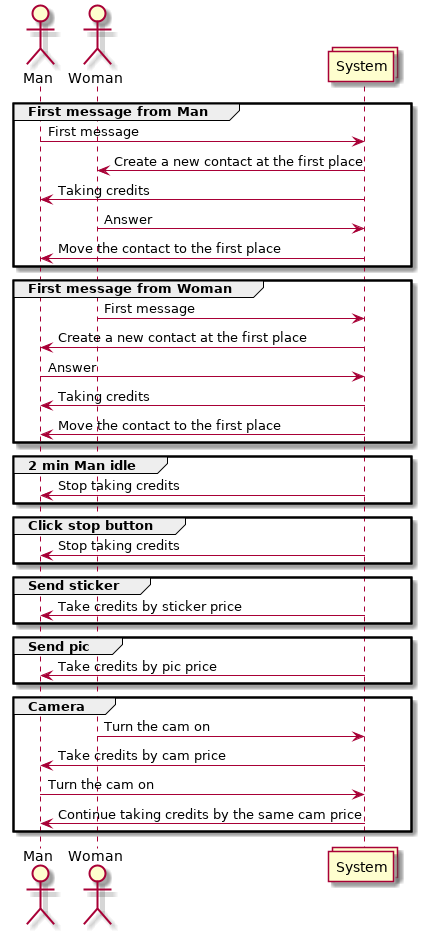 Man Woman
System
First message from Man
First message
Create a new contact at the first place
Taking credits
Answer
Move the contact to the first place
First message from Woman
First message
Create a new contact at the first place
Answer
Taking credits
Move the contact to the first place
2 min Man idle
Stop taking credits
Click stop button
Stop taking credits
Send sticker
Take credits by sticker price
Send pic
Take credits by pic price
Camera
Turn the cam on
Take credits by cam price
Turn the cam on
Continue taking credits by the same cam price
Man Woman
System